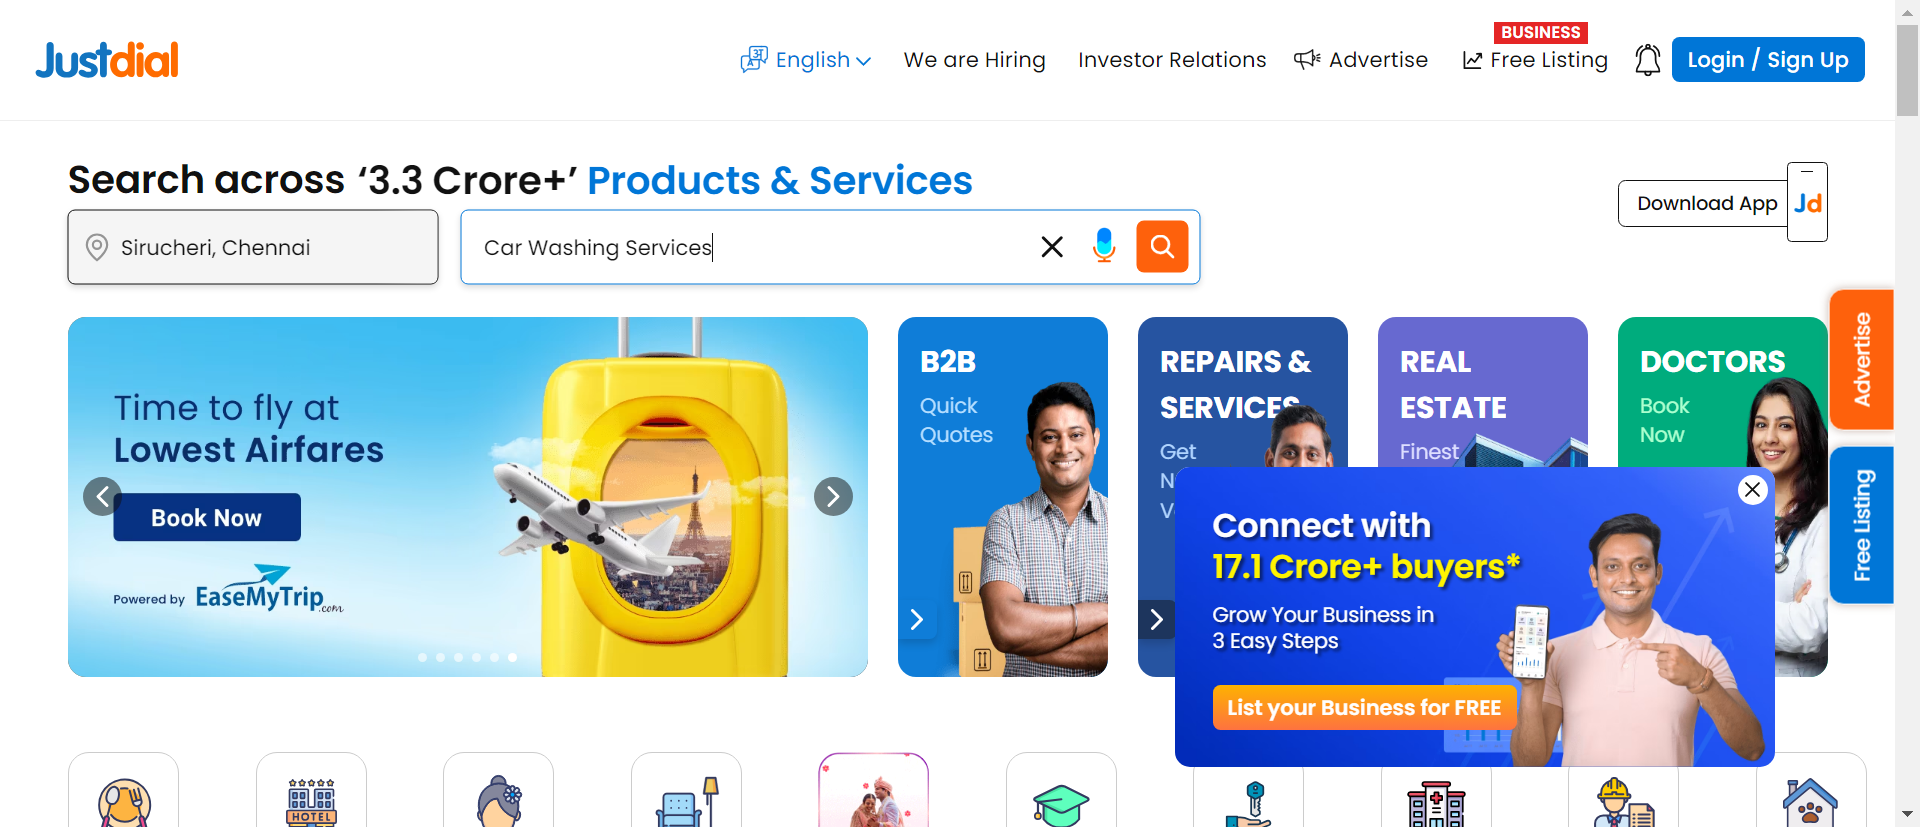 Justdial
English
We are Hiring
Investor Relations
Advertise
BUSINESS
Free Listing
Login / Sign Up
Search across ‘3.3 Crore+’ Products & Services
Download App
Jd
Sirucheri, Chennai
Car Washing Services
Time to fly at
Lowest Airfares
Book Now
Powered by EaseMyTrip.com
B2B
Quick
Quotes
REPAIRS &
SERVICES
Get
REAL
ESTATE
Finest
DOCTORS
Book
Now
Advertise
Free Listing
Connect with
17.1 Crore+ buyers*
Grow Your Business in
3 Easy Steps
List your Business for FREE
HOTEL